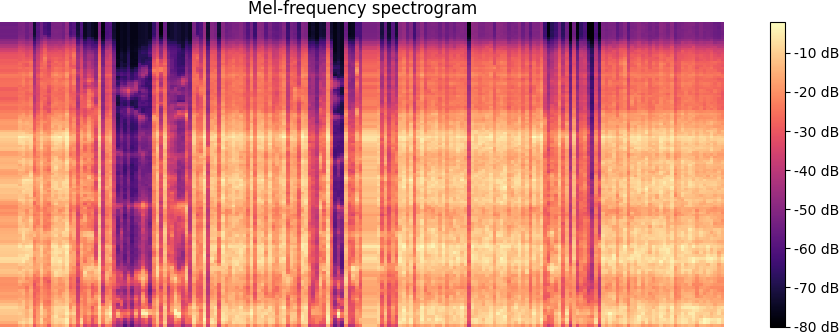 Mel-frequency spectrogram
-10 dB
-20 dB
-30 dB
-40 dB
-50 dB
-60 dB
-70 dB
-80 dB